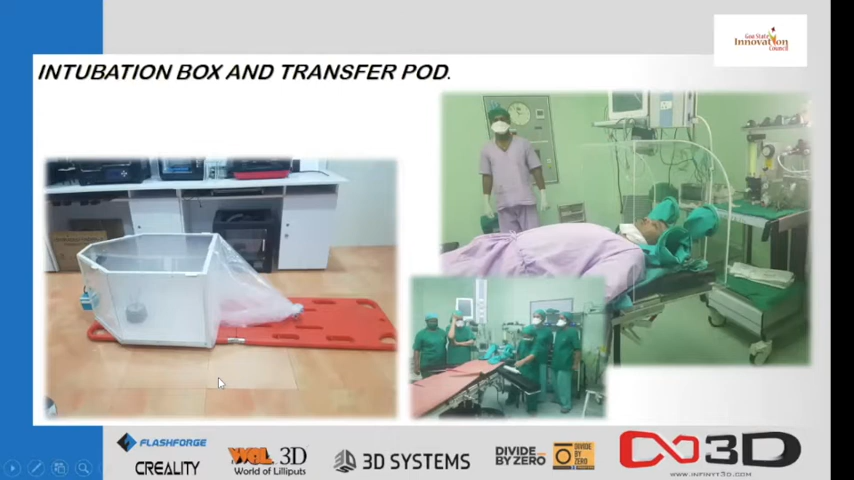 Goa State
Innovation
Council
INTUBATION BOX AND TRANSFER POD.
FLASHFORGE
CREALITY
WOL 3D
World of Lilliputs
3D SYSTEMS
DIVIDE
BY ZERO
DIVIDE
BY ZERO
3D
WWW.INFINYT3D.COM